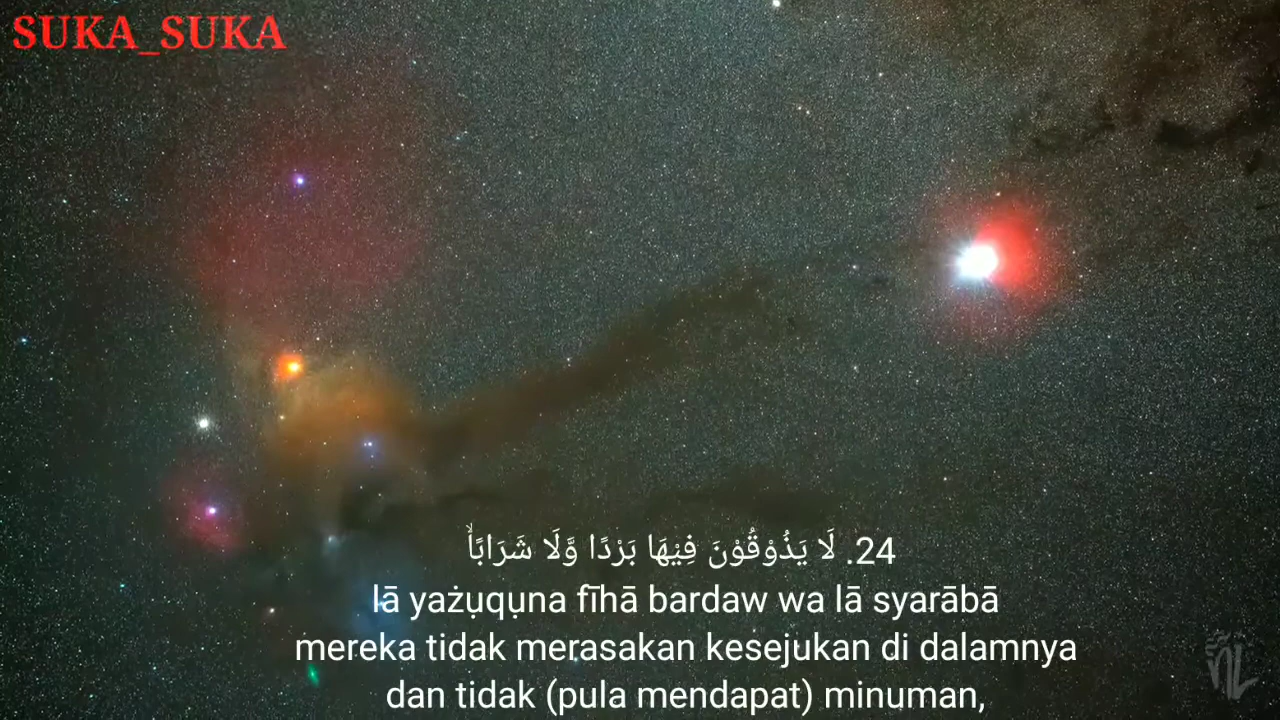 SUKA_SUKA
24. لَا يَذُوْقُوْنَ فِيْهَا بَرْدًا وَّلَا شَرَابًاۙ
lā yażụqụna fīhā bardaw wa lā syarābā
mereka tidak merasakan kesejukan di dalamnya
dan tidak (pula mendapat) minuman,